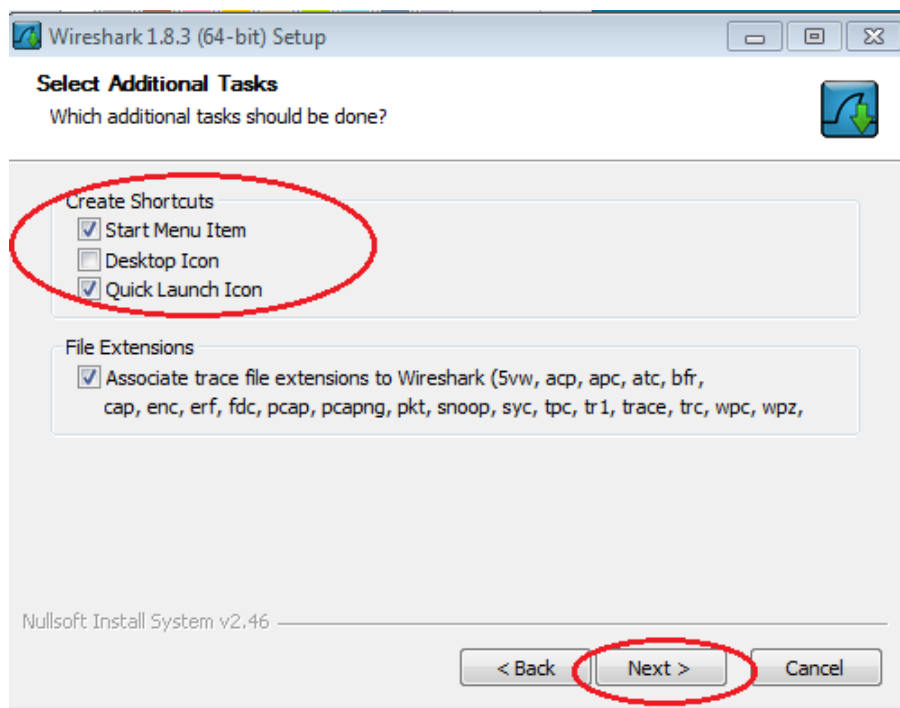 Wireshark 1.8.3 (64-bit) Setup
Select Additional Tasks
Which additional tasks should be done?
Create Shortcuts
Start Menu Item
Desktop Icon
Quick Launch Icon
File Extensions
Associate trace file extensions to Wireshark (5vw, acp, apc, atc, bfr,
cap, enc, erf, fdc, pcap, pcapng, pkt, snoop, syc, tpc, tr1, trace, trc, wpc, wpz,
Nullsoft Install System v2.46
< Back Next > Cancel